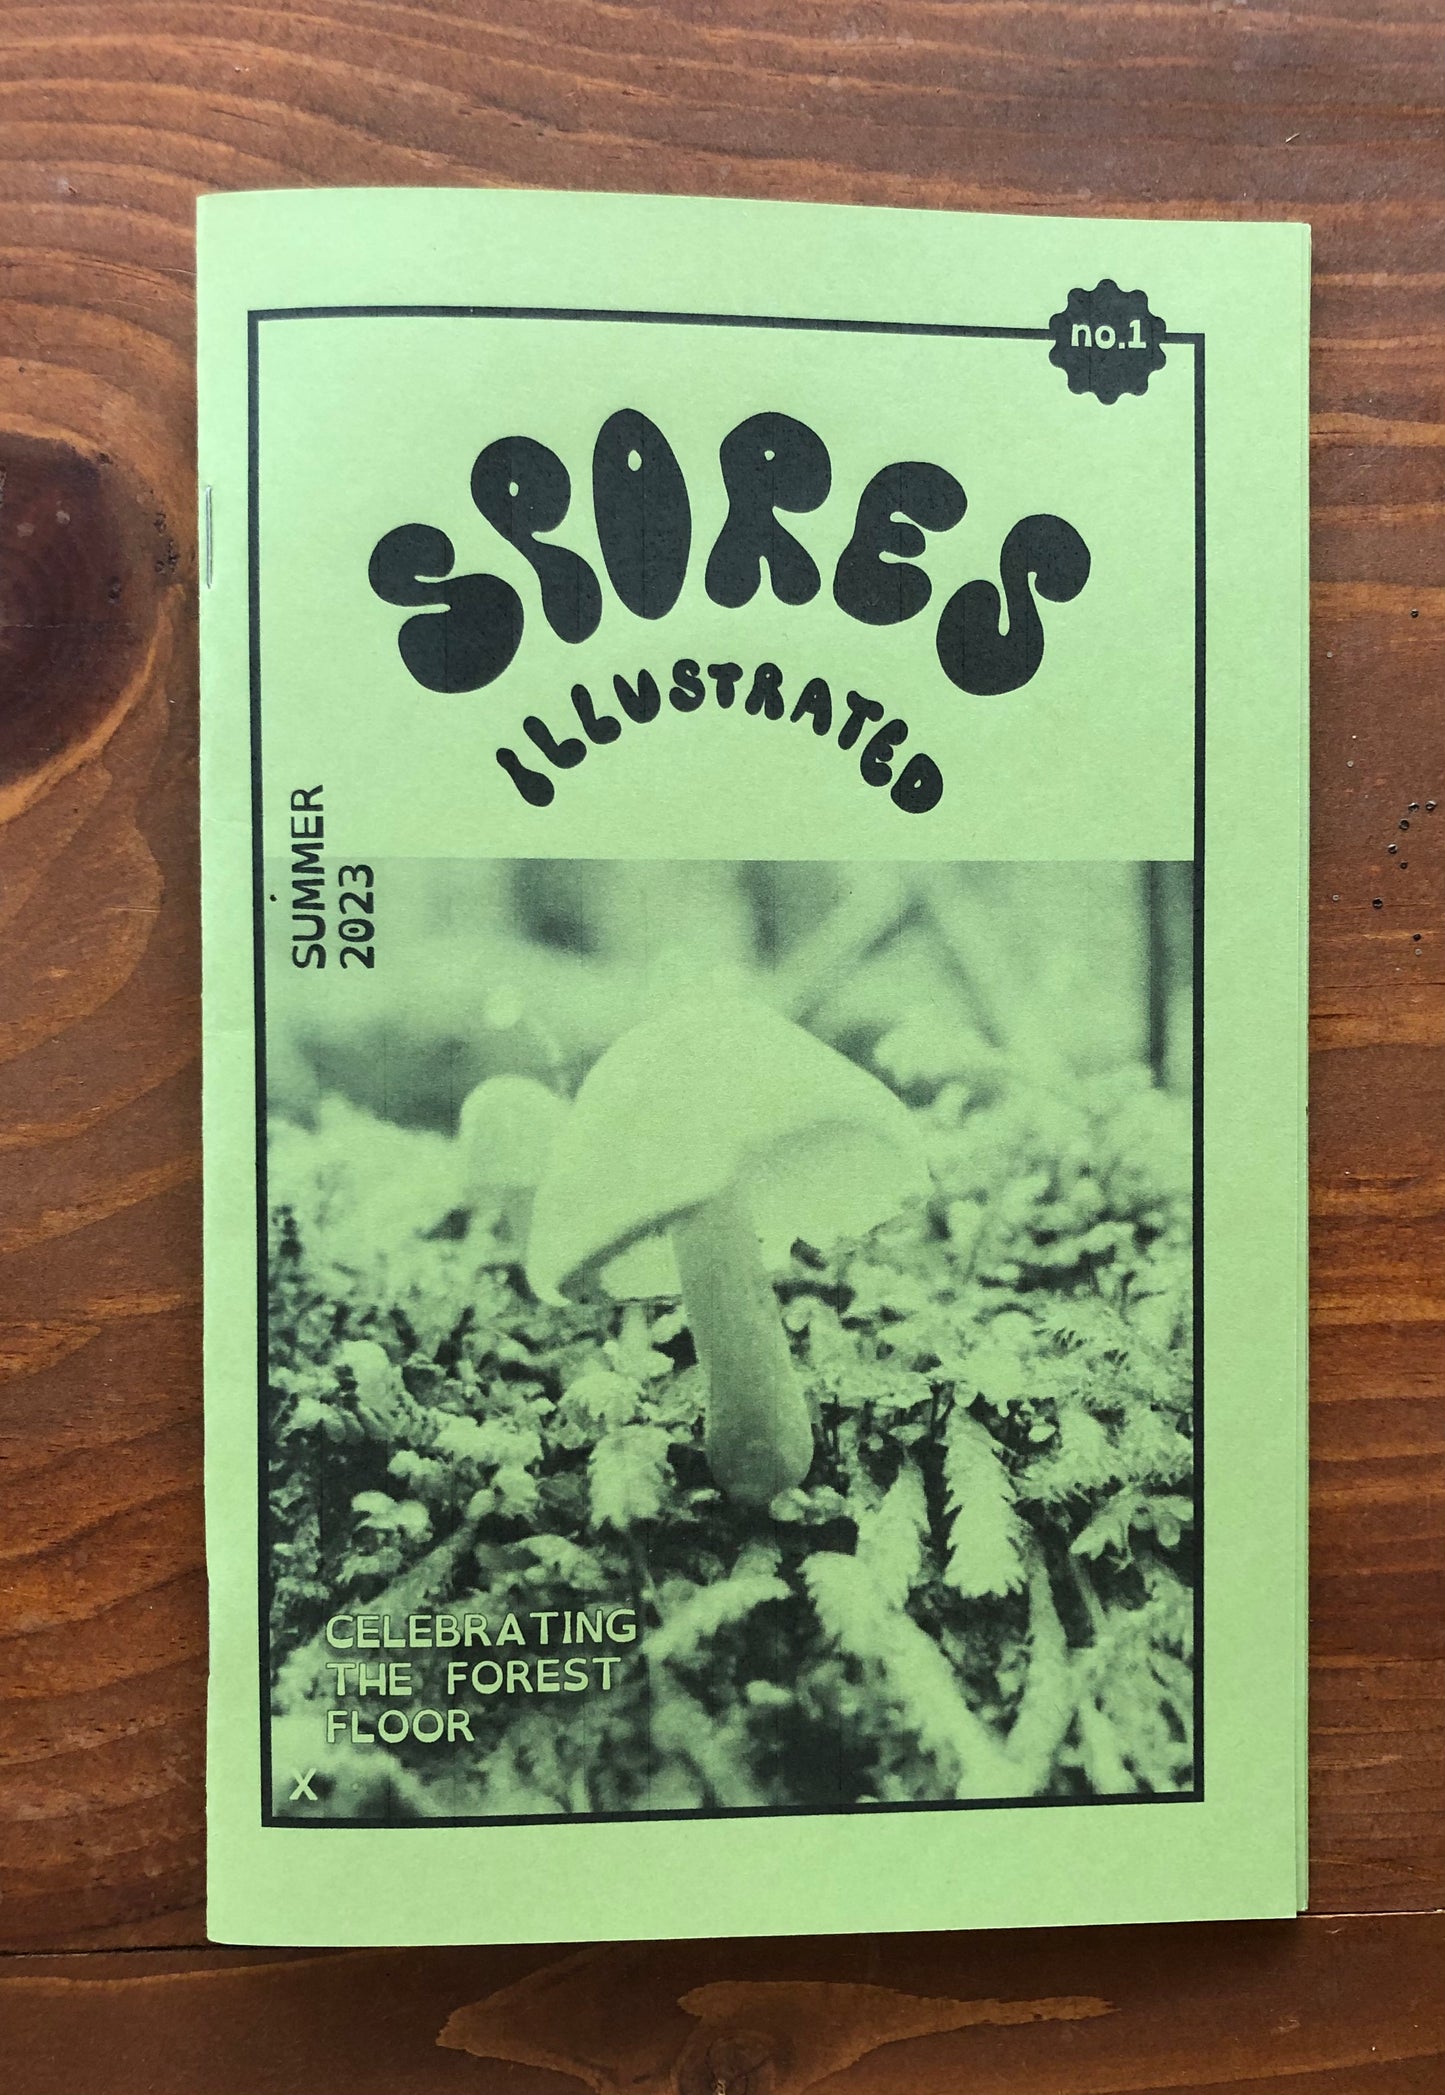 no.1
SPORES
ILLUSTRATED
SUMMER
2023
CELEBRATING
THE FOREST
FLOOR
X